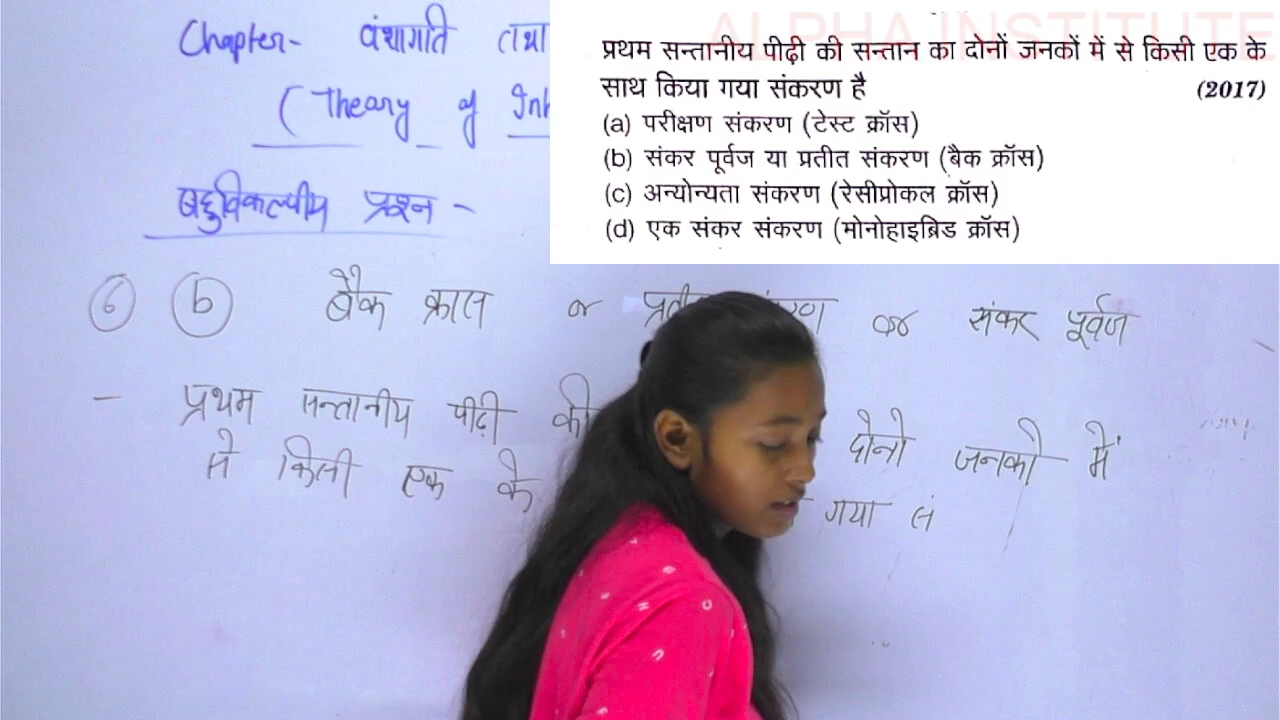 ALPHA INSTITUTE
Chapter- वंशागति तथा
(Theory of Inh
बहुविकल्पीय प्रश्न -
प्रथम सन्तानीय पीढ़ी की सन्तान का दोनों जनकों में से किसी एक के
साथ किया गया संकरण है (2017)
(a) परीक्षण संकरण (टेस्ट क्रॉस)
(b) संकर पूर्वज या प्रतीत संकरण (बैक क्रॉस)
(c) अन्योन्यता संकरण (रेसीप्रोकल क्रॉस)
(d) एक संकर संकरण (मोनोहाइब्रिड क्रॉस)
6 b बैक क्रास or or संकर पूर्वज
- प्रथम सन्तानीय पीढ़ी की दोनो जनको में
से किसी एक के गया सं